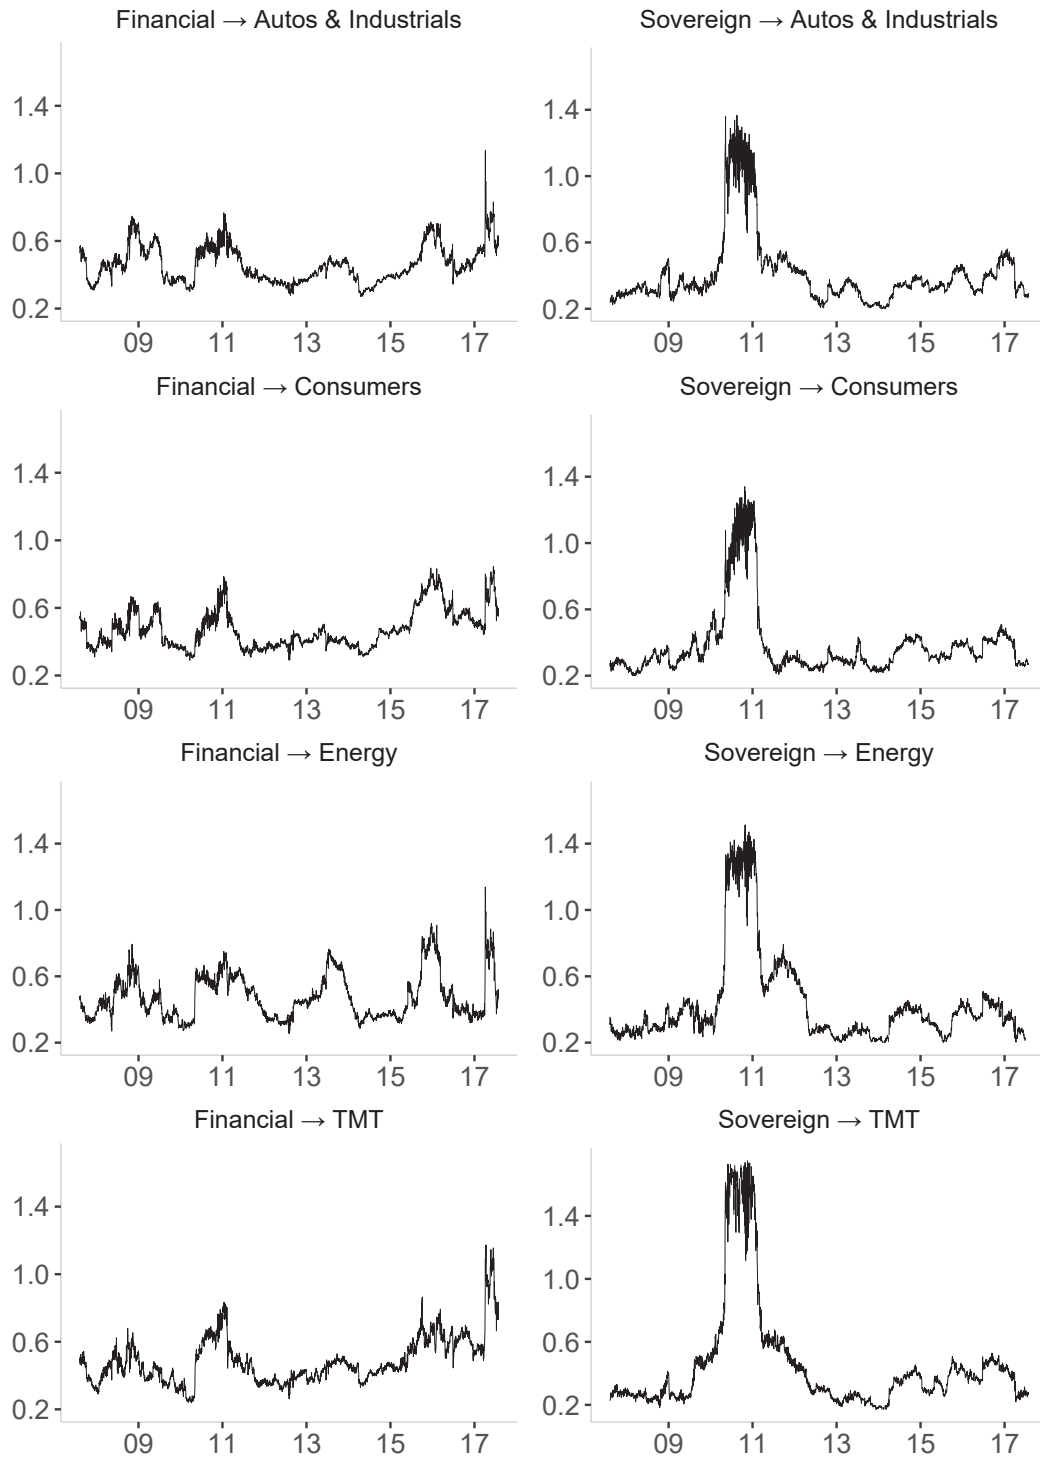 Financial → Autos & Industrials
1.4
1.0
0.6
0.2
09 11 13 15 17
Sovereign → Autos & Industrials
1.4
1.0
0.6
0.2
09 11 13 15 17
Financial → Consumers
1.4
1.0
0.6
0.2
09 11 13 15 17
Sovereign → Consumers
1.4
1.0
0.6
0.2
09 11 13 15 17
Financial → Energy
1.4
1.0
0.6
0.2
09 11 13 15 17
Sovereign → Energy
1.4
1.0
0.6
0.2
09 11 13 15 17
Financial → TMT
1.4
1.0
0.6
0.2
09 11 13 15 17
Sovereign → TMT
1.4
1.0
0.6
0.2
09 11 13 15 17